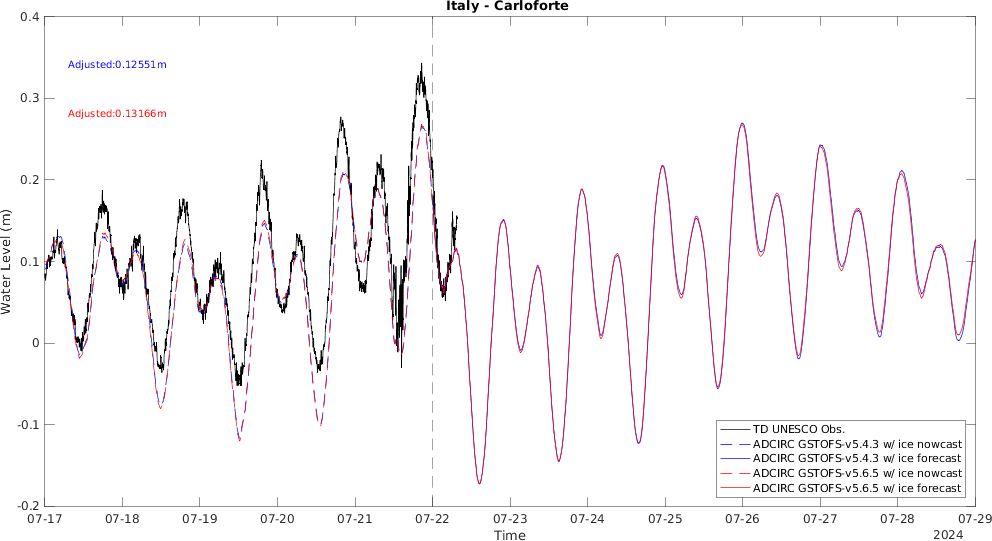 Italy - Carloforte
Adjusted:0.12551m
Adjusted:0.13166m
Water Level (m)
0.4
0.3
0.2
0.1
0
-0.1
-0.2
TD UNESCO Obs.
ADCIRC GSTOFS-v5.4.3 w/ ice nowcast
ADCIRC GSTOFS-v5.4.3 w/ ice forecast
ADCIRC GSTOFS-v5.6.5 w/ ice nowcast
ADCIRC GSTOFS-v5.6.5 w/ ice forecast
07-17 07-18 07-19 07-20 07-21 07-22 07-23 07-24 07-25 07-26 07-27 07-28 07-29
Time
2024